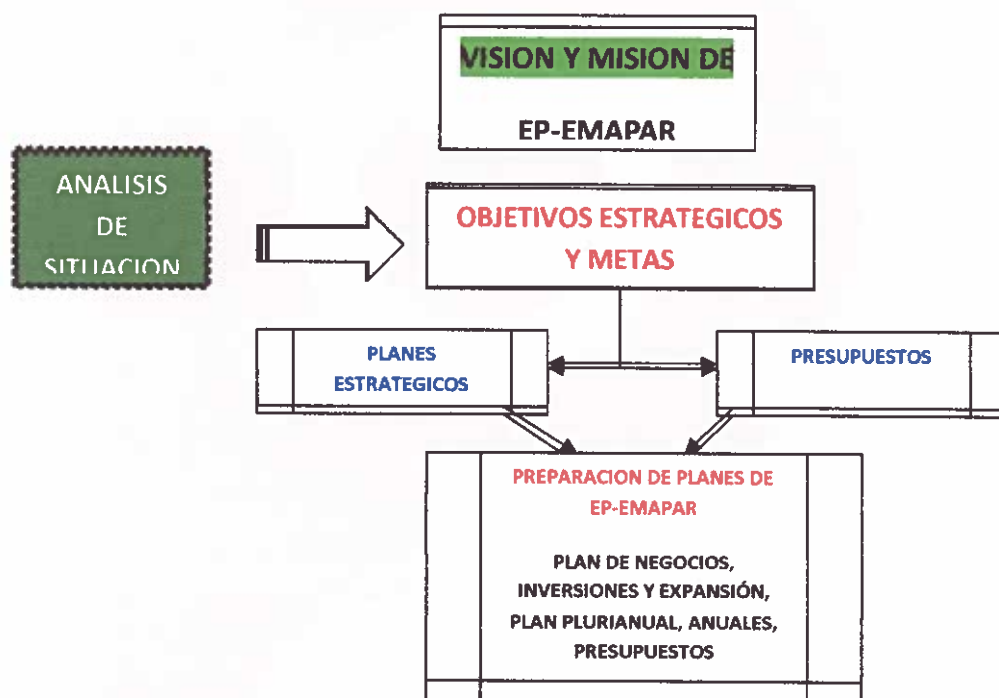 VISION Y MISION DE
EP-EMAPAR
ANALISIS
DE
SITUACION
OBJETIVOS ESTRATEGICOS
Y METAS
PLANES
ESTRATEGICOS
PRESUPUESTOS
PREPARACION DE PLANES DE
EP-EMAPAR
PLAN DE NEGOCIOS,
INVERSIONES Y EXPANSIÓN,
PLAN PLURIANUAL, ANUALES,
PRESUPUESTOS